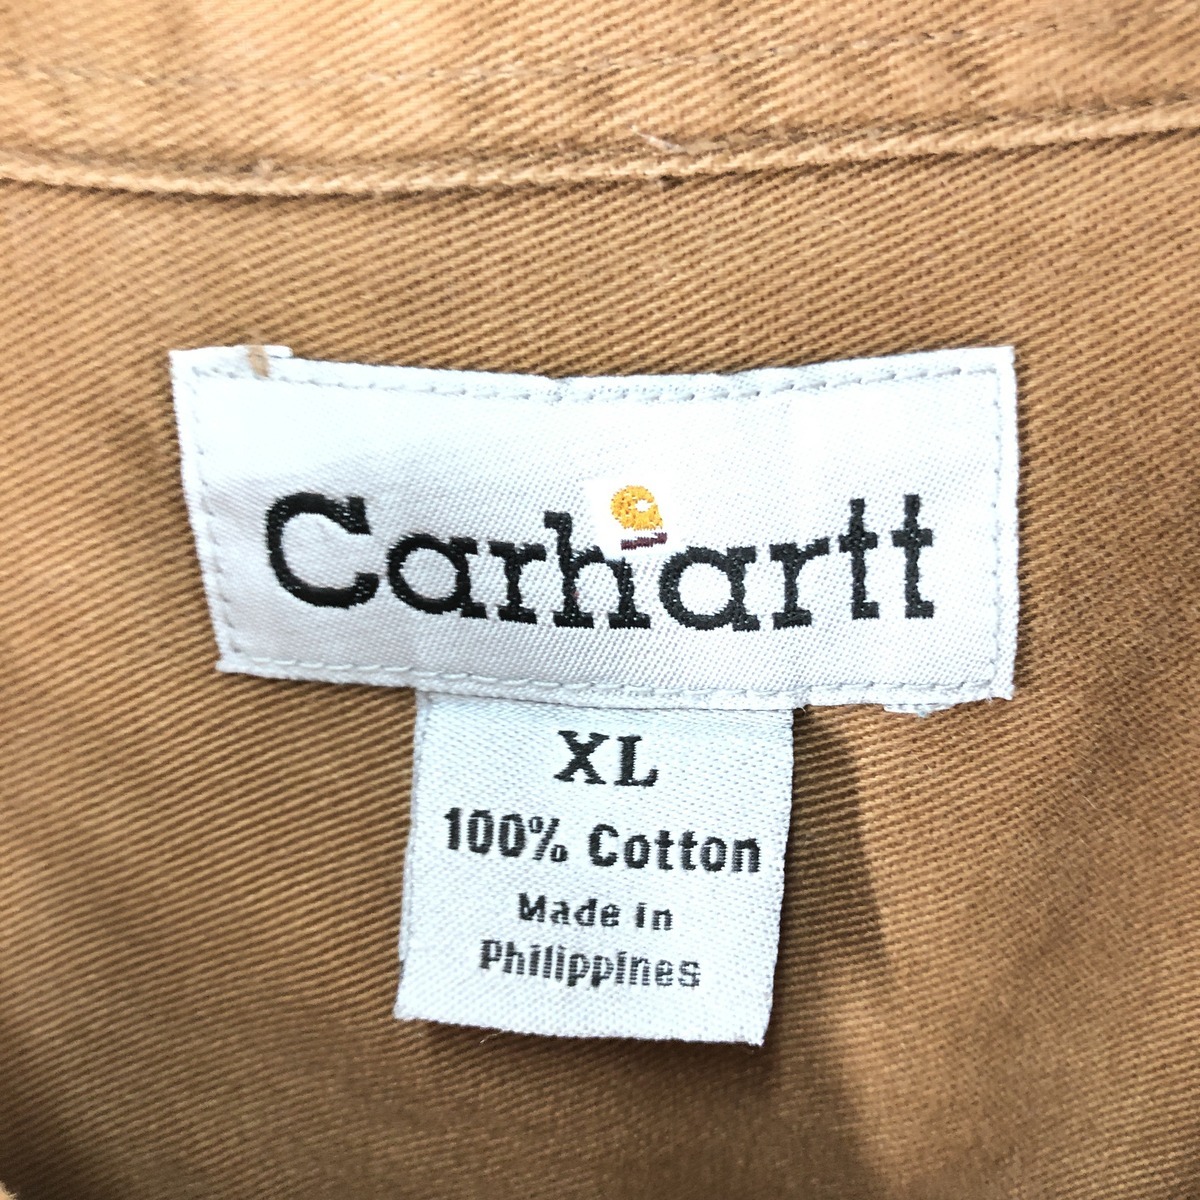 Carhartt
XL
100% Cotton
Made in
Philippines